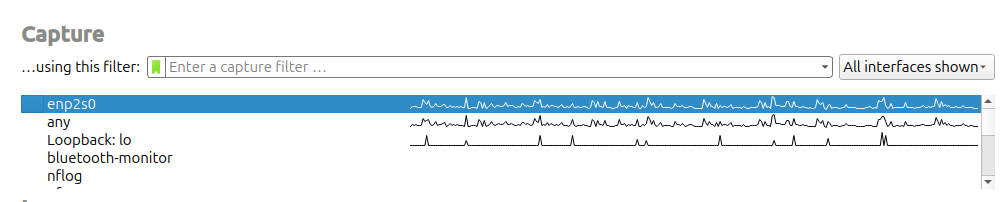 Capture
...using this filter: Enter a capture filter ... All interfaces shown
enp2s0
any
Loopback: lo
bluetooth-monitor
nflog